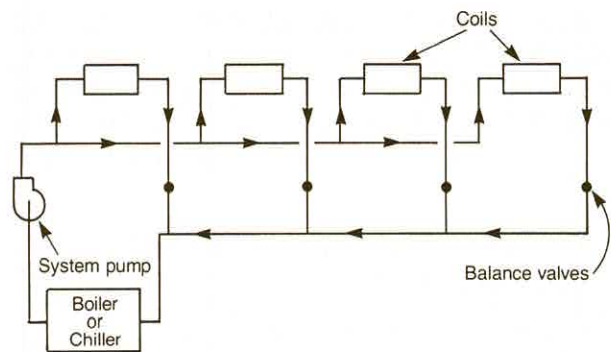 Coils
System pump
Balance valves
Boiler
or
Chiller